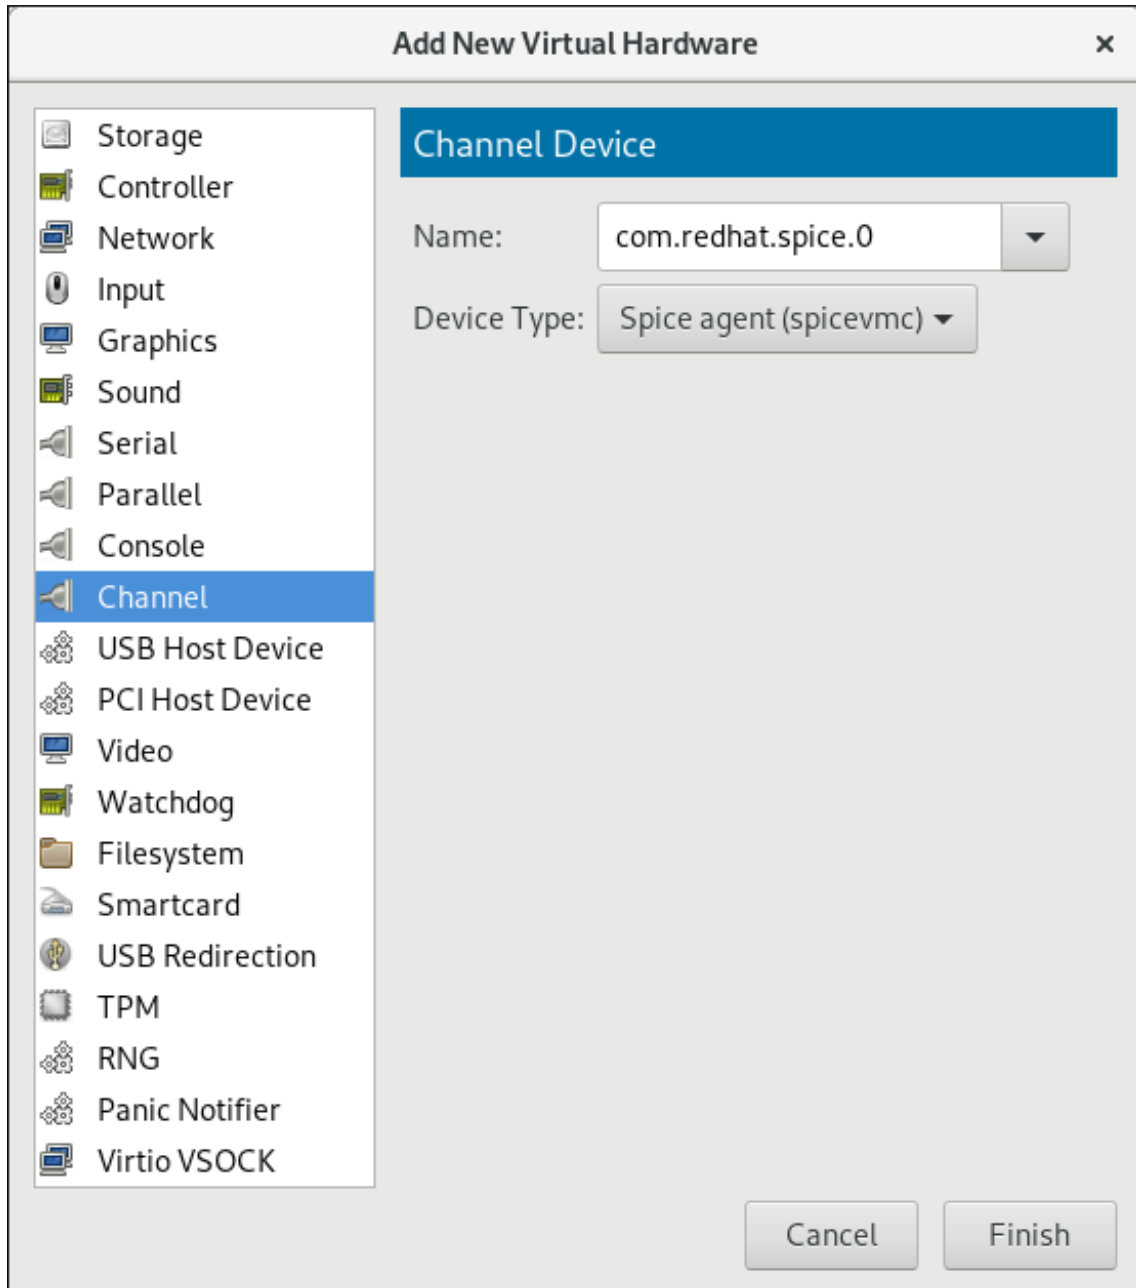 Add New Virtual Hardware
Storage
Controller
Network
Input
Graphics
Sound
Serial
Parallel
Console
Channel
USB Host Device
PCI Host Device
Video
Watchdog
Filesystem
Smartcard
USB Redirection
TPM
RNG
Panic Notifier
Virtio VSOCK
Channel Device
Name: com.redhat.spice.0
Device Type: Spice agent (spicevmc)
Cancel Finish